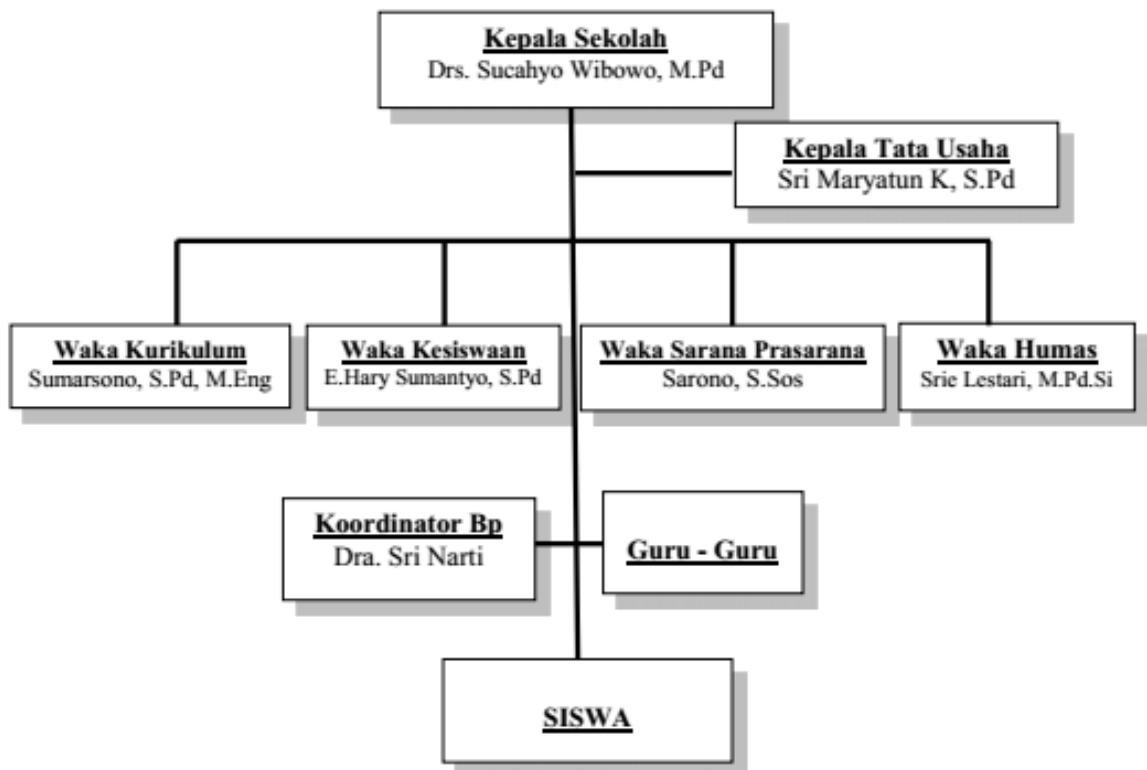 Kepala Sekolah
Drs. Sucahyo Wibowo, M.Pd
Kepala Tata Usaha
Sri Maryatun K, S.Pd
Waka Kurikulum
Sumarsono, S.Pd, M.Eng
Waka Kesiswaan
E.Hary Sumantyo, S.Pd
Waka Sarana Prasarana
Sarono, S.Sos
Waka Humas
Srie Lestari, M.Pd.Si
Koordinator Bp
Dra. Sri Narti
Guru - Guru
SISWA